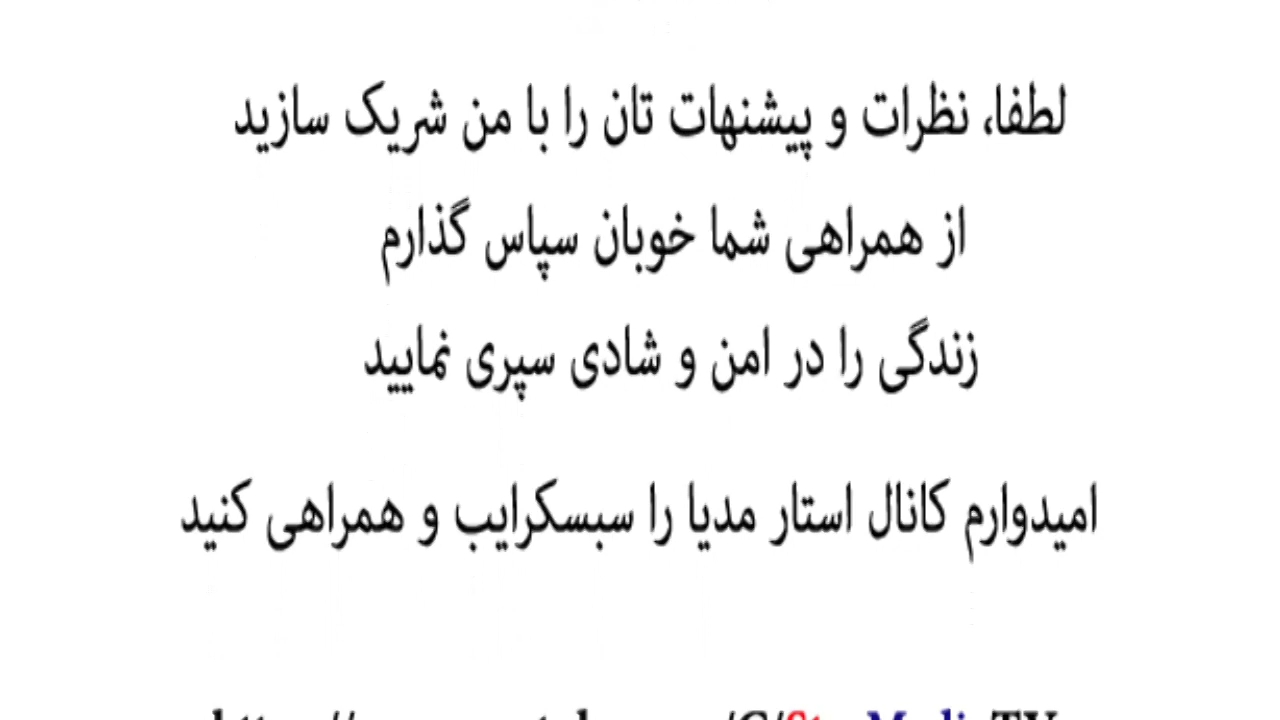 لطفا، نظرات و پیشنهات تان را با من شریک سازید
از همراهی شما خوبان سپاس گذارم
زندگی را در امن و شادی سپری نمایید
امیدوارم کانال استار مدیا را سبسکرایب و همراهی کنید